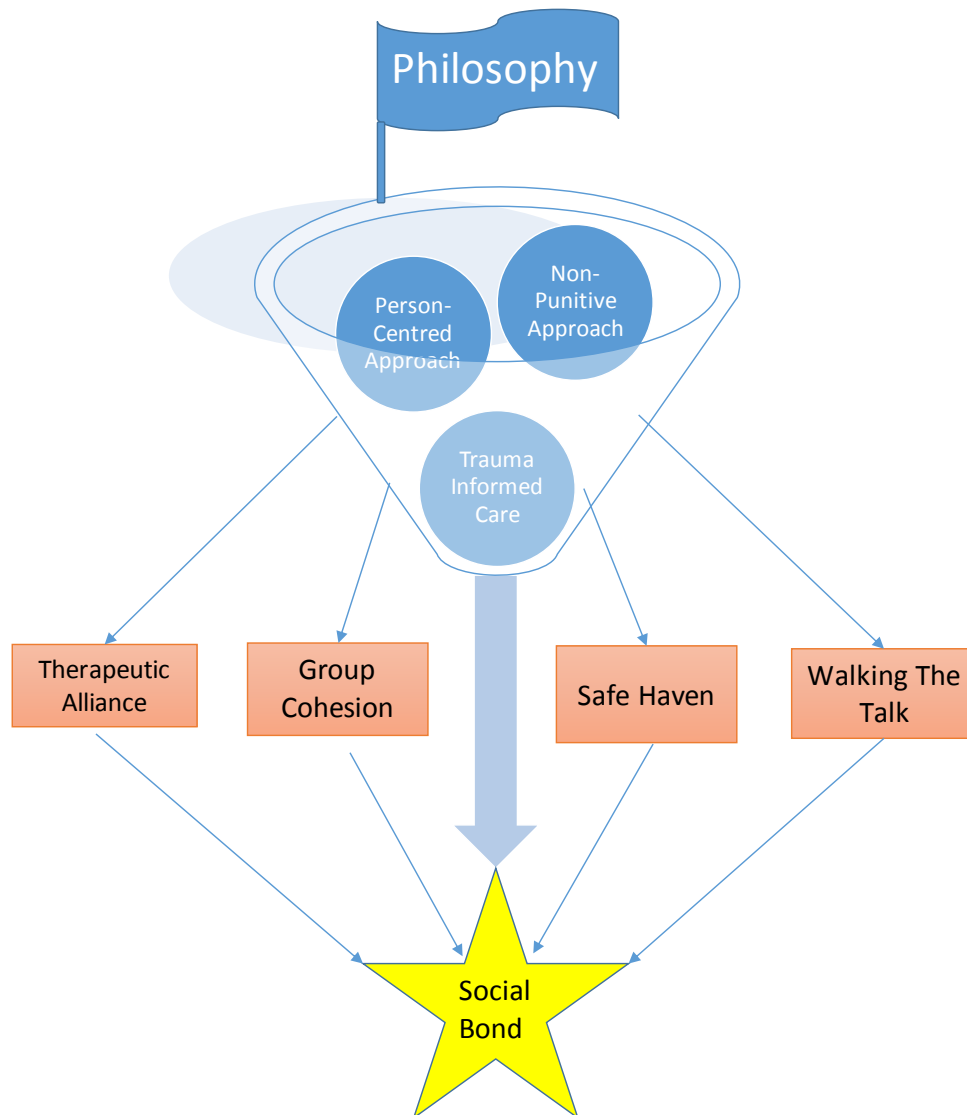 Philosophy
Person-
Centred
Approach
Non-
Punitive
Approach
Trauma
Informed
Care
Therapeutic
Alliance
Group
Cohesion
Safe Haven
Walking The
Talk
Social
Bond